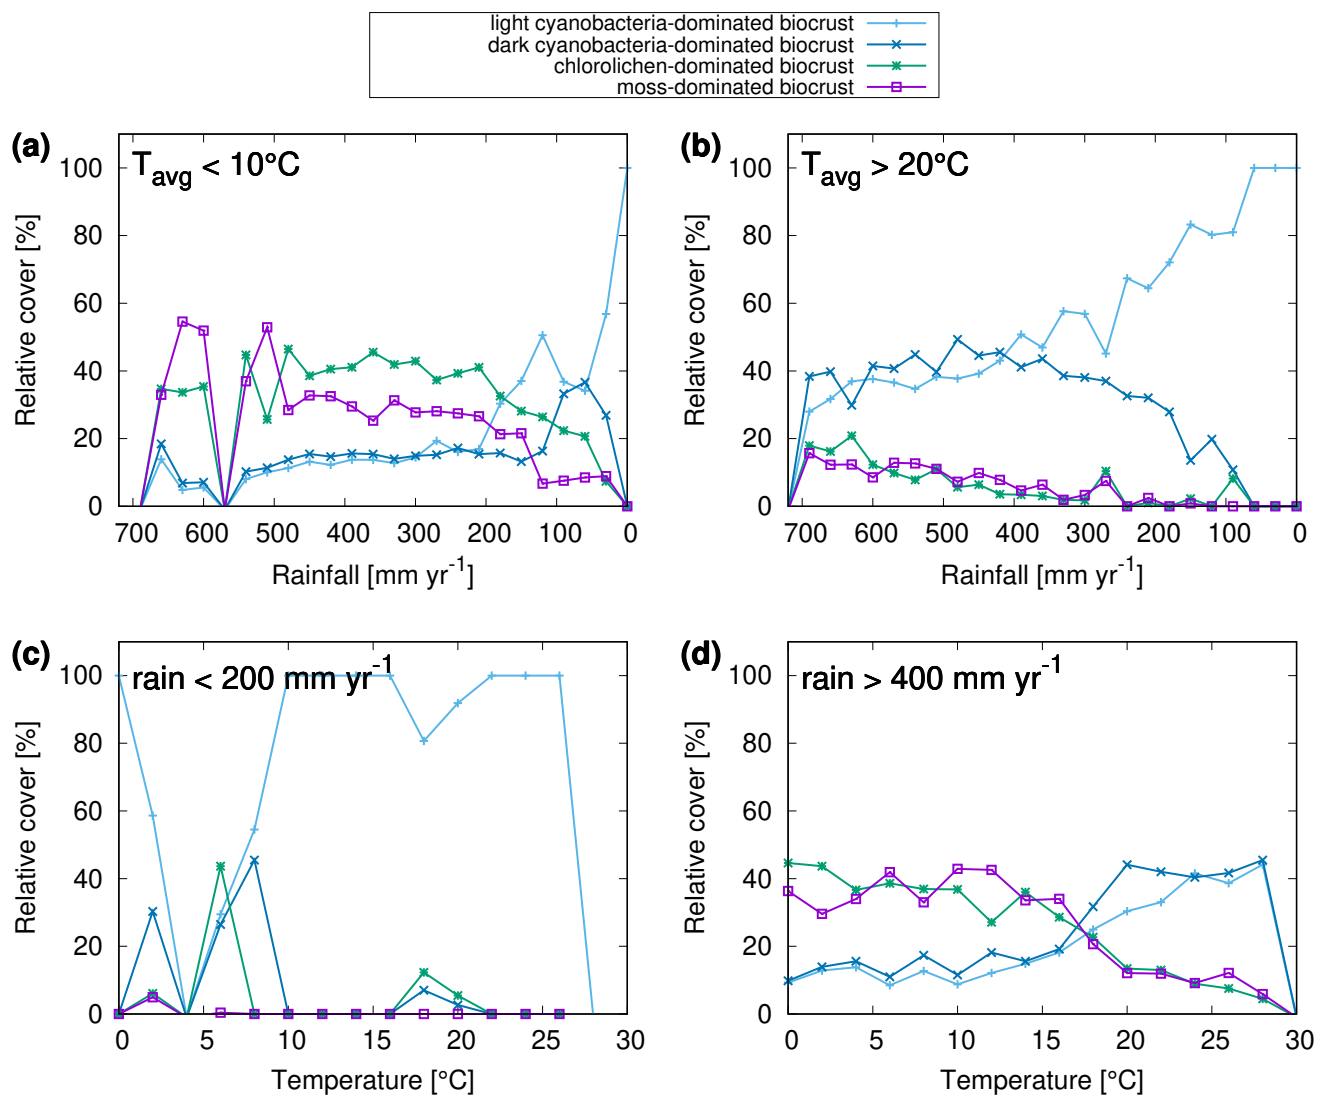 light cyanobacteria-dominated biocrust
dark cyanobacteria-dominated biocrust
chlorolichen-dominated biocrust
moss-dominated biocrust
(a)
T_avg < 10°C
100
80
60
40
20
0
Relative cover [%]
700 600 500 400 300 200 100 0
Rainfall [mm yr⁻¹]
(b)
T_avg > 20°C
100
80
60
40
20
0
Relative cover [%]
700 600 500 400 300 200 100 0
Rainfall [mm yr⁻¹]
(c)
rain < 200 mm yr⁻¹
100
80
60
40
20
0
Relative cover [%]
0 5 10 15 20 25 30
Temperature [°C]
(d)
rain > 400 mm yr⁻¹
100
80
60
40
20
0
Relative cover [%]
0 5 10 15 20 25 30
Temperature [°C]